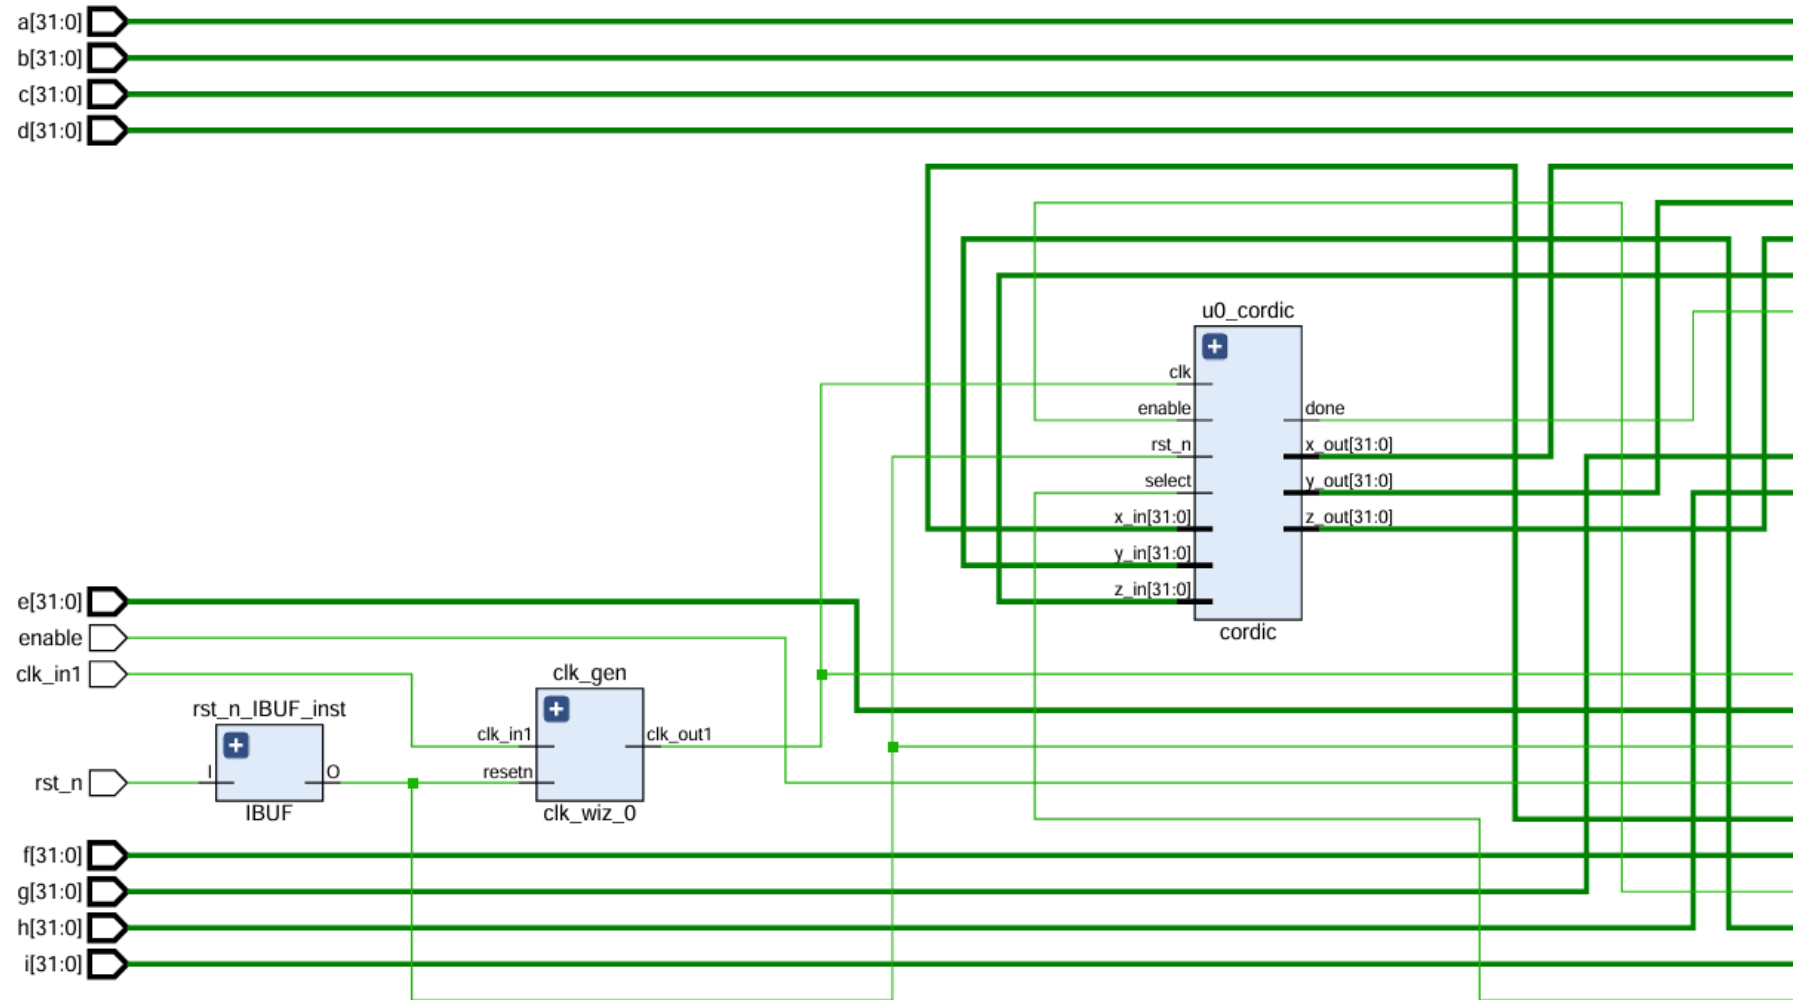 a[31:0]
b[31:0]
c[31:0]
d[31:0]
u0_cordic
clk
enable
done
rst_n
x_out[31:0]
select
y_out[31:0]
x_in[31:0]
z_out[31:0]
y_in[31:0]
z_in[31:0]
cordic
e[31:0]
enable
clk_in1
clk_gen
rst_n_IBUF_inst
clk_in1
clk_out1
rst_n
I
O
resetn
IBUF
clk_wiz_0
f[31:0]
g[31:0]
h[31:0]
i[31:0]